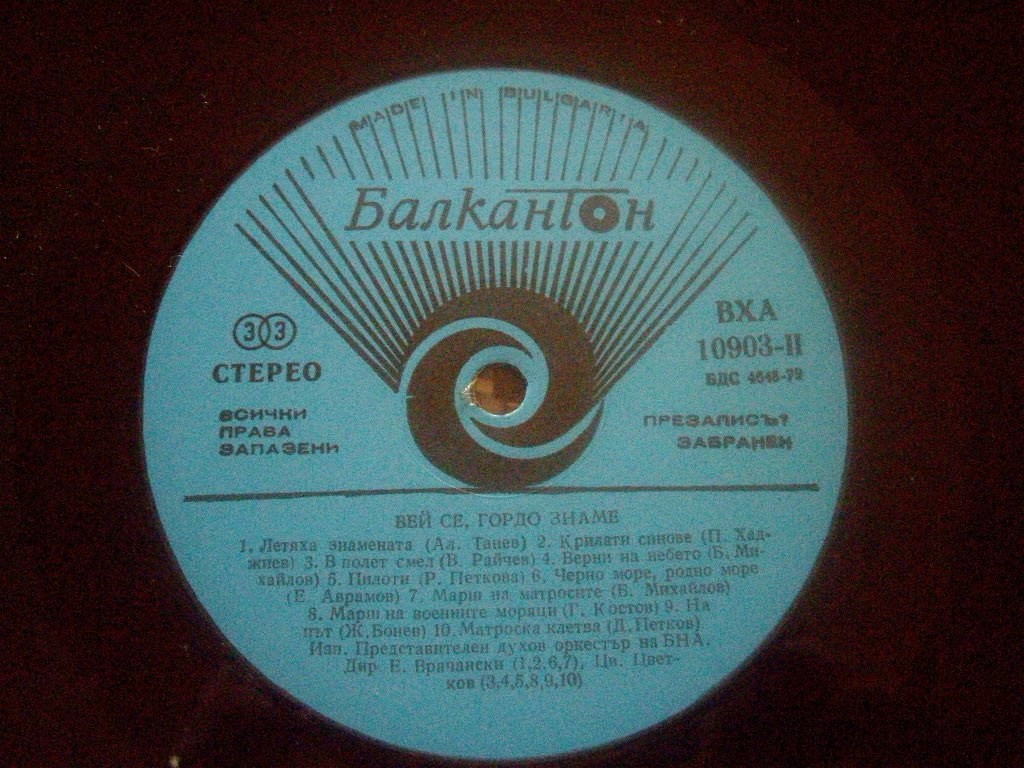 MADE IN BULGARIA
Балкантон
33
СТЕРЕО
ВСИЧКИ
ПРАВА
ЗАПАЗЕНИ
ВХА
10903-II
БДС 4648-72
ПРЕЗАПИСЪТ
ЗАБРАНЕН
ВЕЙ СЕ, ГОРДО ЗНАМЕ
1. Летяха знамената (Ал. Танев) 2. Крилати синове (П. Хад-
жиев) 3. В полет смел (В. Райчев) 4. Верни на небето (Б. Ми-
хайлов) 5. Пилоти (Р. Петкова) 6. Черно море, родно море
(Е. Аврамов) 7. Марш на матросите (Б. Михайлов)
8. Марш на военните моряци (Г. Костов) 9. На
път (Ж. Бонев) 10. Матроска клетва (Д. Петков)
Изп. Представителен духов оркестър на БНА.
Дир Е. Врачански (1,2,6,7), Цв. Цвет-
ков (3,4,5,8,9,10)